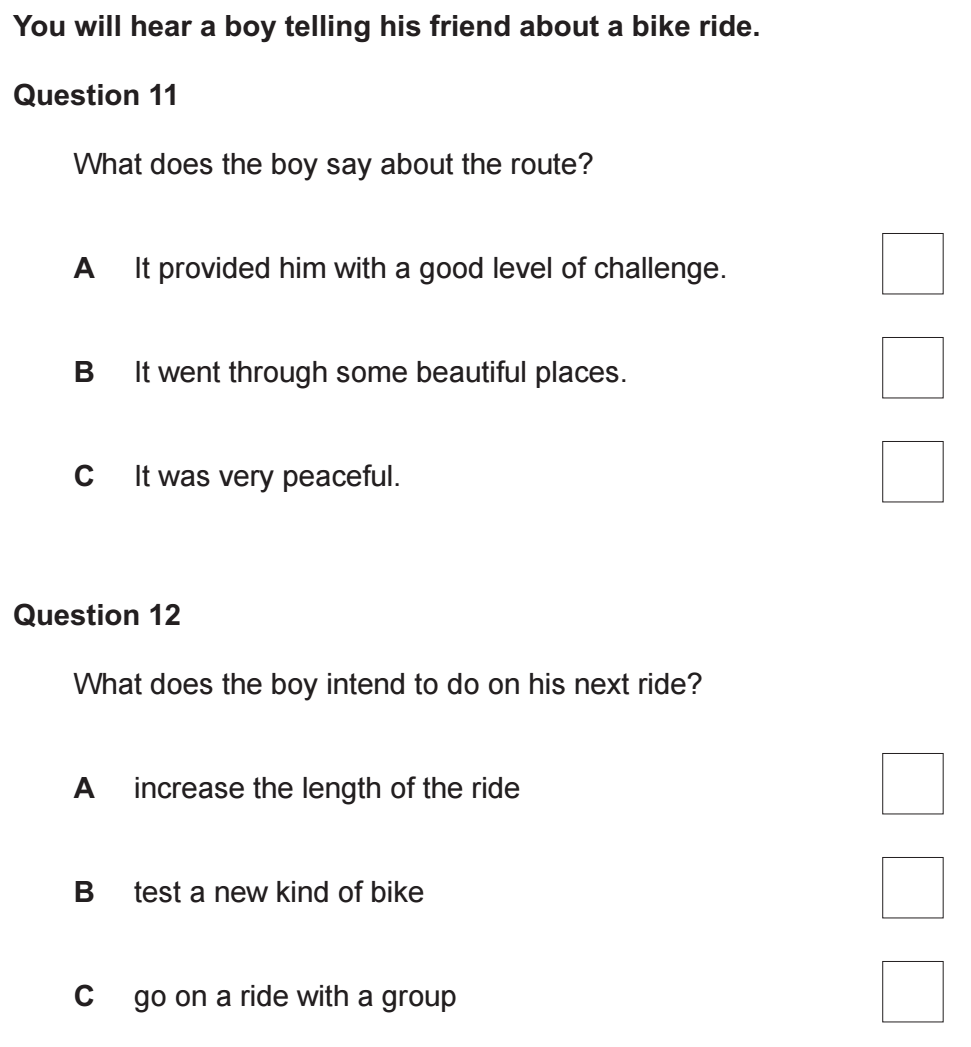 You will hear a boy telling his friend about a bike ride.
Question 11
What does the boy say about the route?
A It provided him with a good level of challenge.
B It went through some beautiful places.
C It was very peaceful.
Question 12
What does the boy intend to do on his next ride?
A increase the length of the ride
B test a new kind of bike
C go on a ride with a group